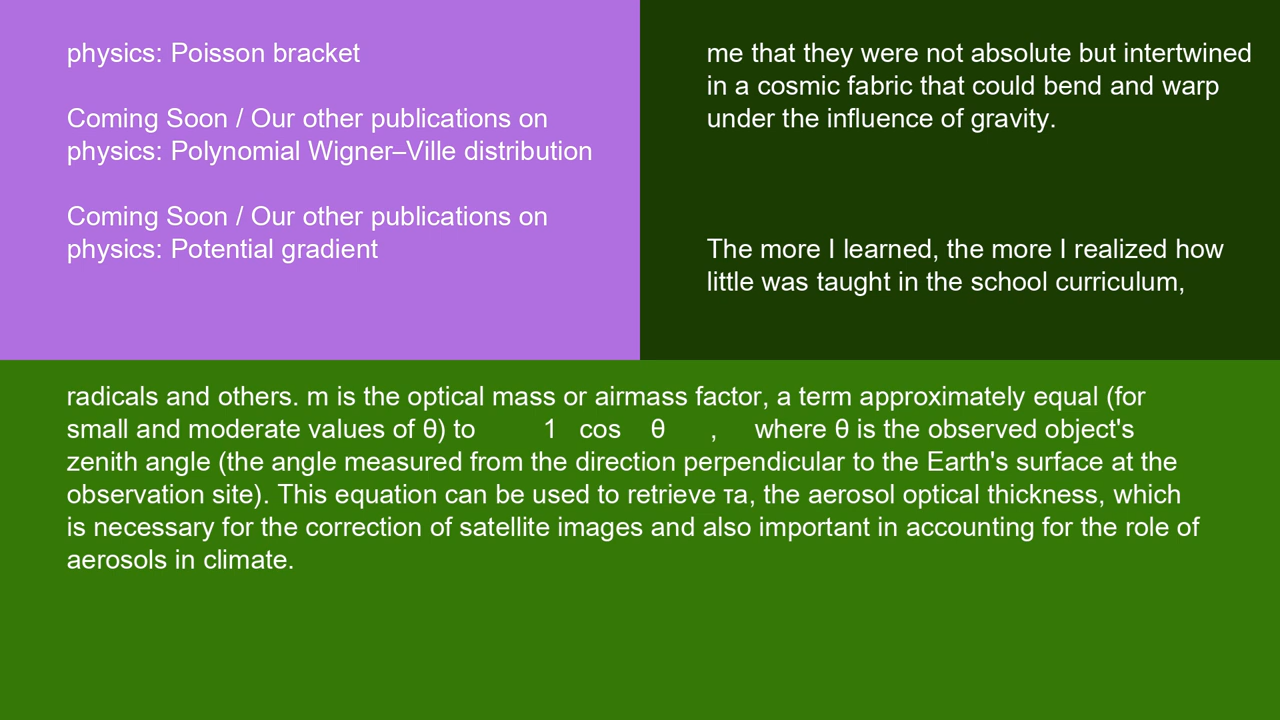 physics: Poisson bracket
Coming Soon / Our other publications on
physics: Polynomial Wigner–Ville distribution
Coming Soon / Our other publications on
physics: Potential gradient
me that they were not absolute but intertwined
in a cosmic fabric that could bend and warp
under the influence of gravity.
The more I learned, the more I realized how
little was taught in the school curriculum,
radicals and others. m is the optical mass or airmass factor, a term approximately equal (for
small and moderate values of θ) to 1 cos θ , where θ is the observed object's
zenith angle (the angle measured from the direction perpendicular to the Earth's surface at the
observation site). This equation can be used to retrieve τa, the aerosol optical thickness, which
is necessary for the correction of satellite images and also important in accounting for the role of
aerosols in climate.